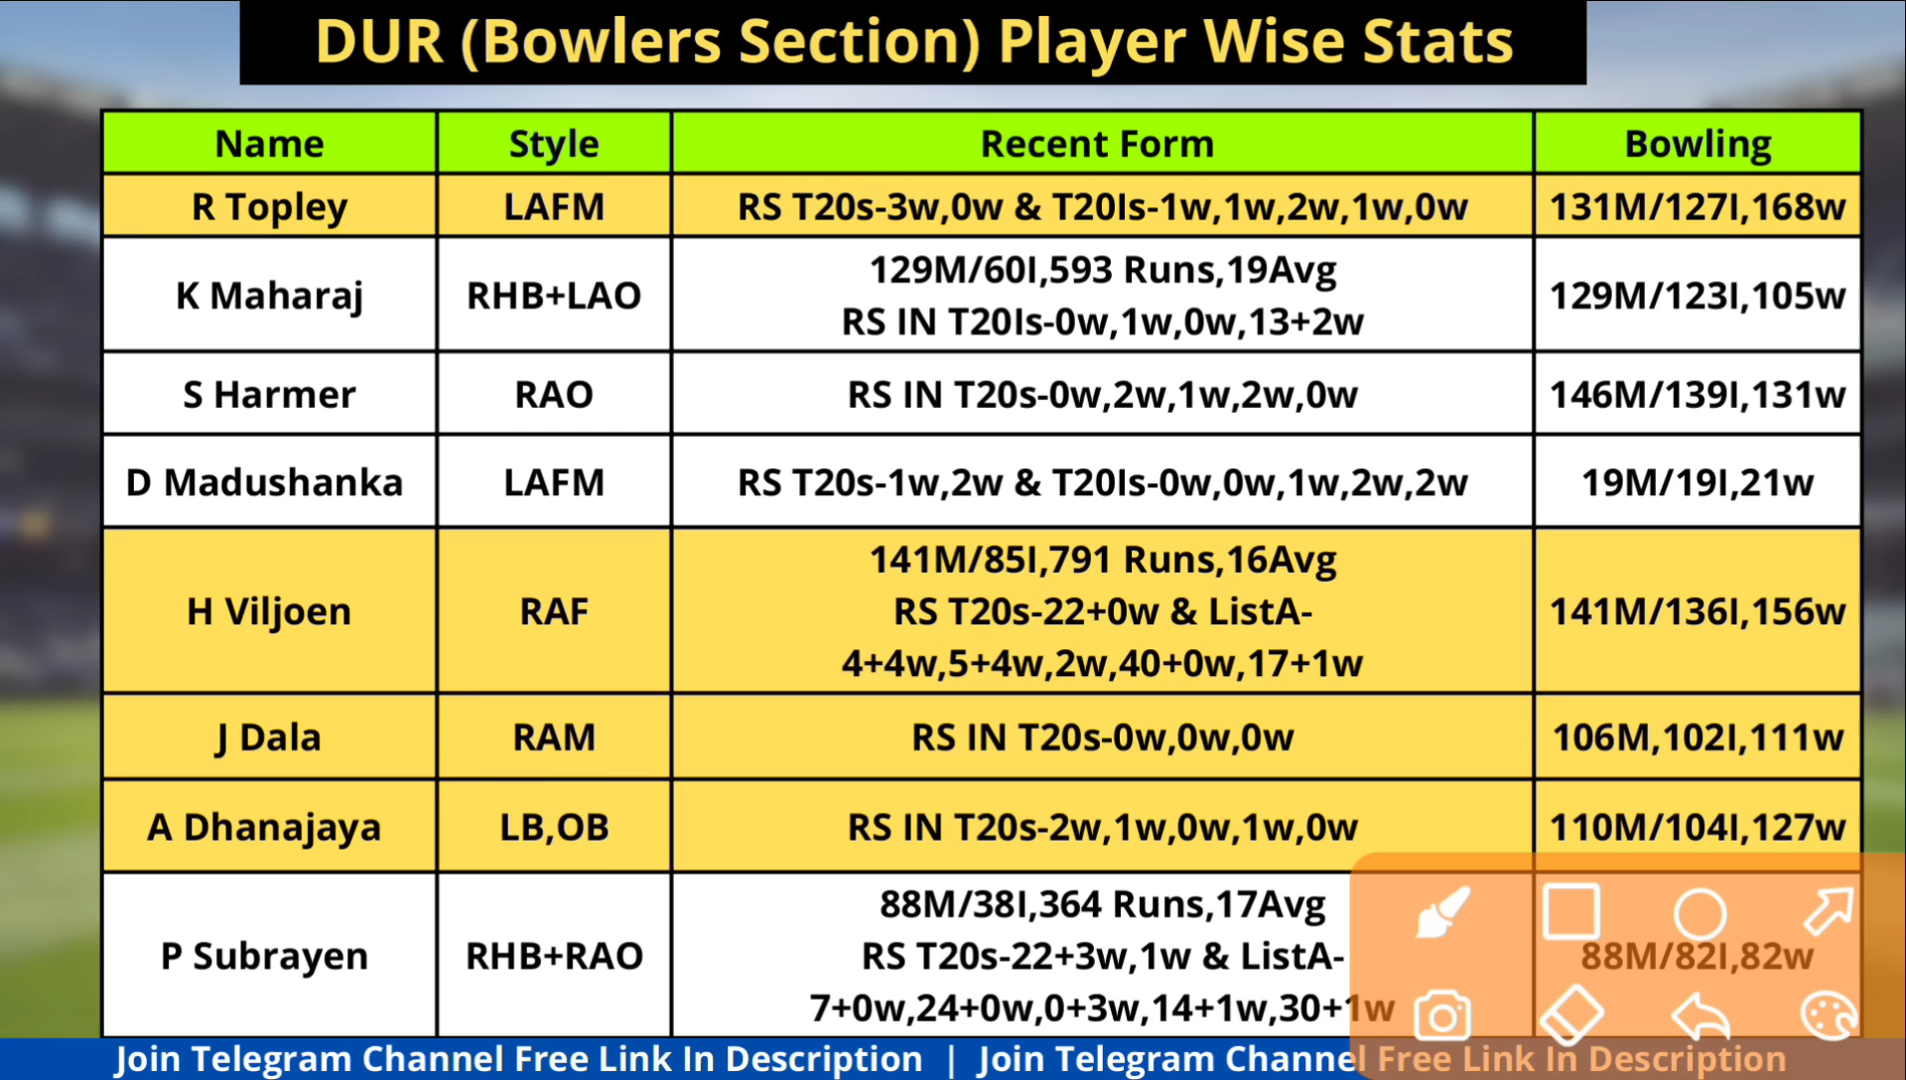 DUR (Bowlers Section) Player Wise Stats
Name Style Recent Form Bowling
R Topley LAFM RS T20s-3w,0w & T20Is-1w,1w,2w,1w,0w 131M/127I,168w
K Maharaj RHB+LAO 129M/60I,593 Runs,19Avg
RS IN T20Is-0w,1w,0w,13+2w 129M/123I,105w
S Harmer RAO RS IN T20s-0w,2w,1w,2w,0w 146M/139I,131w
D Madushanka LAFM RS T20s-1w,2w & T20Is-0w,0w,1w,2w,2w 19M/19I,21w
H Viljoen RAF 141M/85I,791 Runs,16Avg
RS T20s-22+0w & ListA-
4+4w,5+4w,2w,40+0w,17+1w 141M/136I,156w
J Dala RAM RS IN T20s-0w,0w,0w 106M,102I,111w
A Dhanajaya LB,OB RS IN T20s-2w,1w,0w,1w,0w 110M/104I,127w
P Subrayen RHB+RAO 88M/38I,364 Runs,17Avg
RS T20s-22+3w,1w & ListA-
7+0w,24+0w,0+3w,14+1w,30+1w 88M/82I,82w
Join Telegram Channel Free Link In Description | Join Telegram Channel Free Link In Description